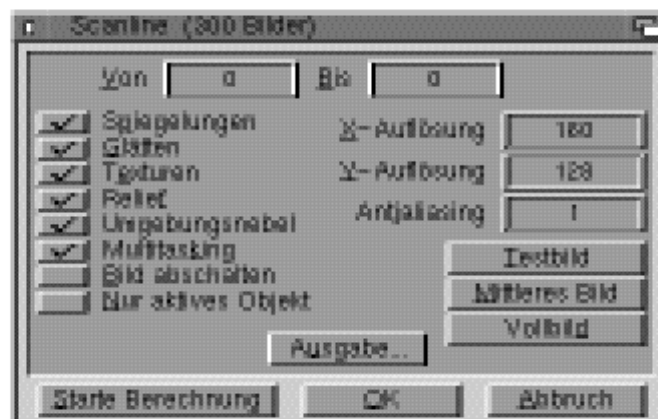 Scanline (300 Bilder)
Von 0 Bis 0
Spiegelungen
Glätten
Texturen
Relief
Umgebungsnebel
Multitasking
Bild abschalten
Nur aktives Objekt
X-Auflösung 160
Y-Auflösung 128
Antialiasing 1
Testbild
Mittleres Bild
Vollbild
Ausgabe...
Starte Berechnung OK Abbruch